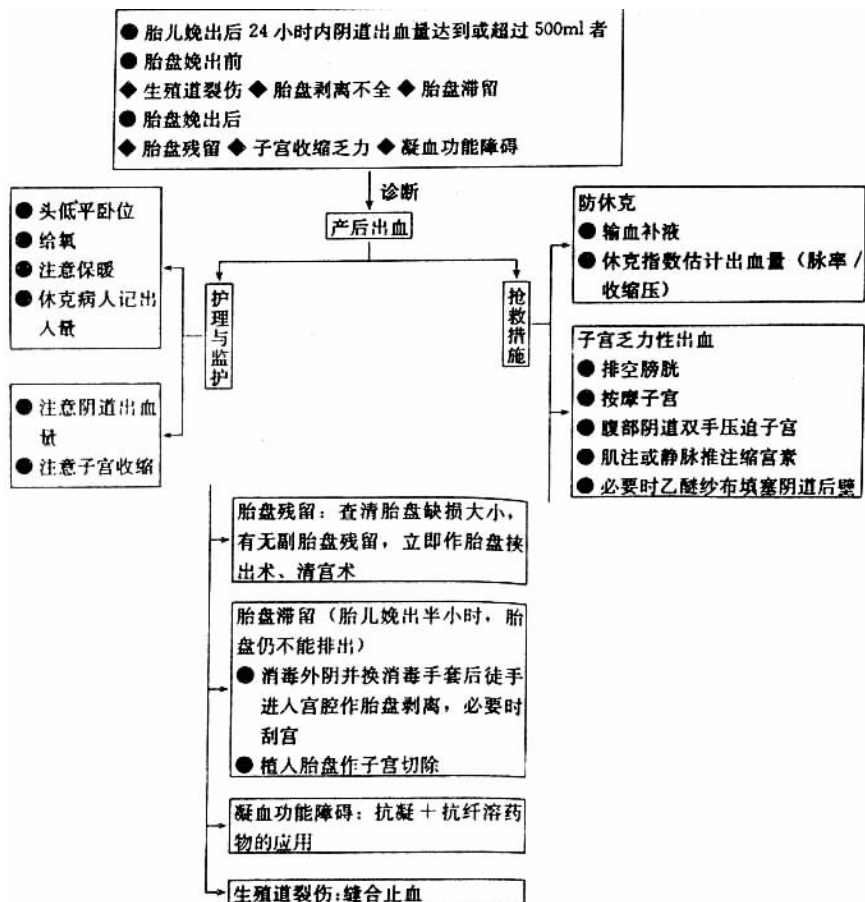 ● 胎儿娩出后 24 小时内阴道出血量达到或超过 500ml 者
● 胎盘娩出前
◆ 生殖道裂伤 ◆ 胎盘剥离不全 ◆ 胎盘滞留
● 胎盘娩出后
◆ 胎盘残留 ◆ 子宫收缩乏力 ◆ 凝血功能障碍
诊断
产后出血
● 头低平卧位
● 给氧
● 注意保暖
● 休克病人记出
入量
● 注意阴道出血
量
● 注意子宫收缩
护理与监护
抢救措施
防休克
● 输血补液
● 休克指数估计出血量（脉率 /
收缩压）
子宫乏力性出血
● 排空膀胱
● 按摩子宫
● 腹部阴道双手压迫子宫
● 肌注或静脉推注缩宫素
● 必要时乙醚纱布填塞阴道后壁
胎盘残留：查清胎盘缺损大小，
有无副胎盘残留，立即作胎盘挟
出术、清宫术
胎盘滞留（胎儿娩出半小时，胎
盘仍不能排出）
● 消毒外阴并换消毒手套后徒手
进入宫腔作胎盘剥离，必要时
刮宫
● 植入胎盘作子宫切除
凝血功能障碍：抗凝＋抗纤溶药
物的应用
生殖道裂伤：缝合止血